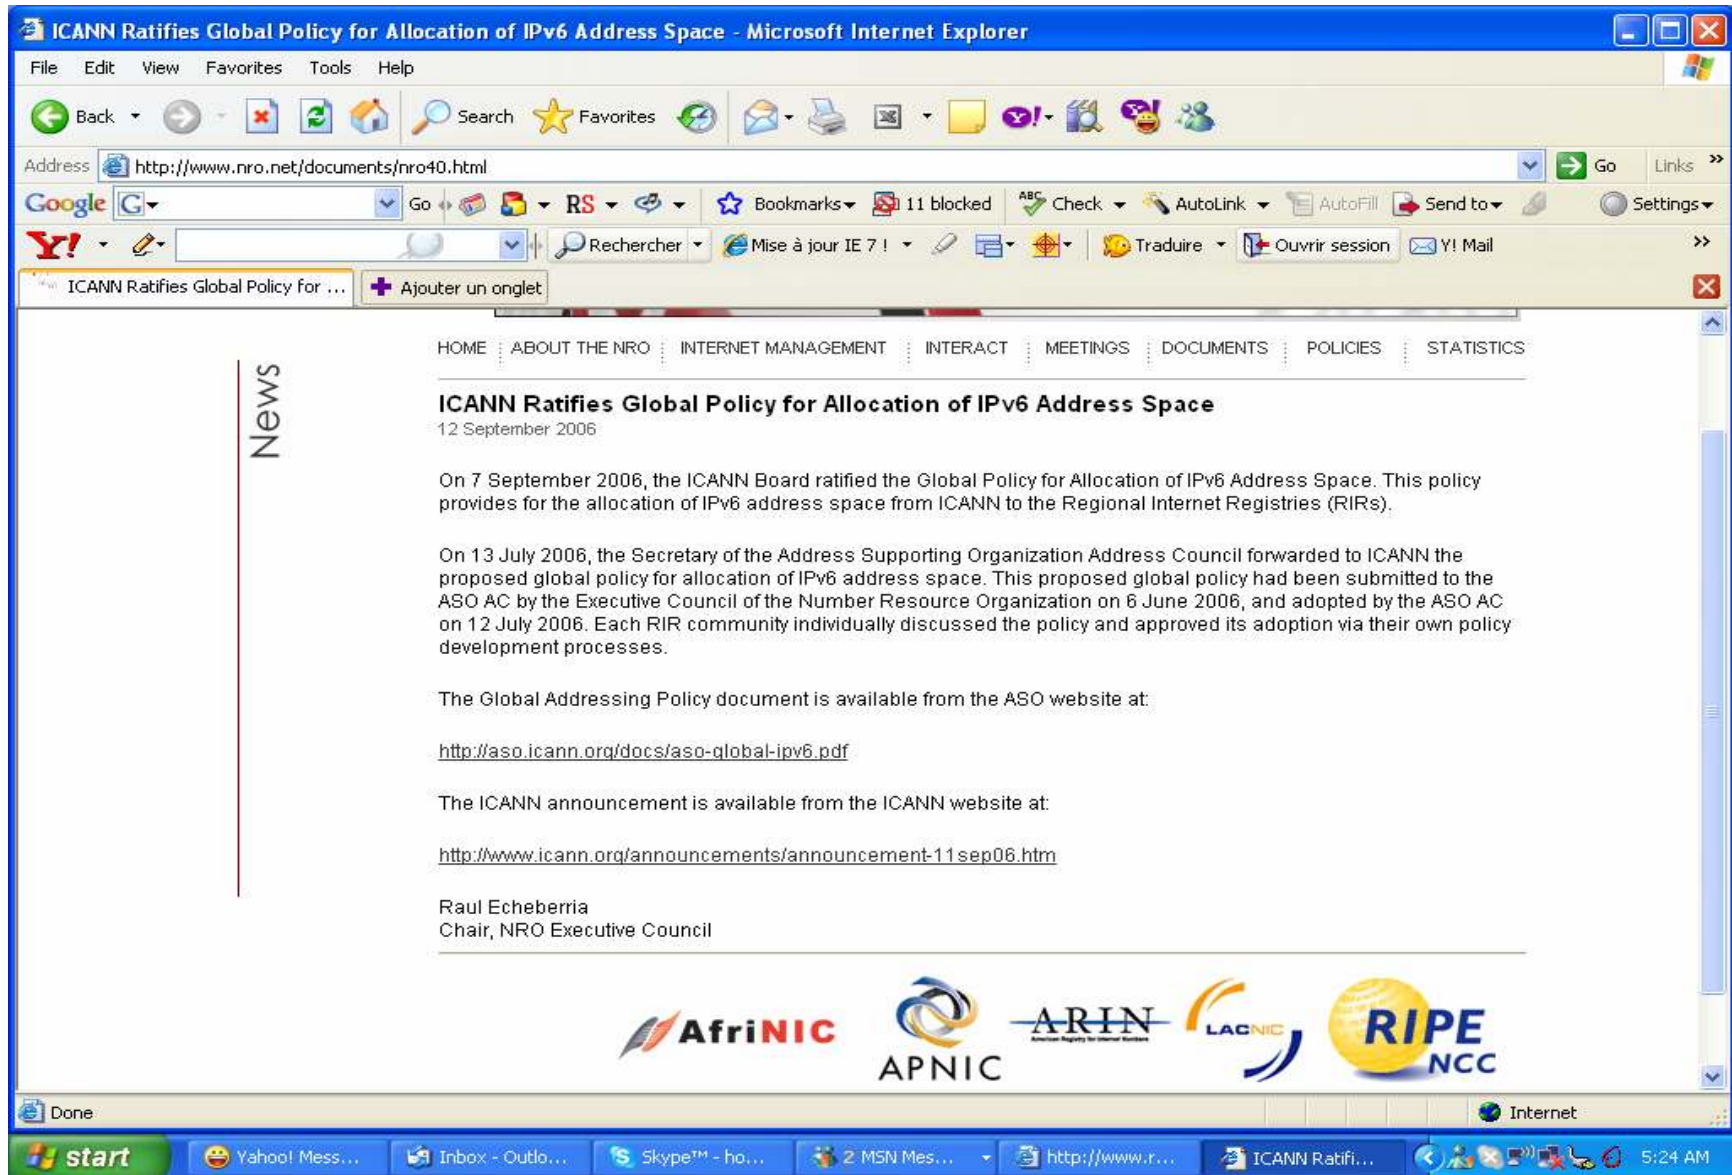 ICANN Ratifies Global Policy for Allocation of IPv6 Address Space - Microsoft Internet Explorer
File Edit View Favorites Tools Help
Back Search Favorites
Address http://www.nro.net/documents/nro40.html Go Links »
Google G Go RS Bookmarks 11 blocked ABC Check AutoLink AutoFill Send to Settings
Y! Rechercher Mise à jour IE 7 ! Traduire Ouvrir session Y! Mail »
ICANN Ratifies Global Policy for ... Ajouter un onglet
HOME ABOUT THE NRO INTERNET MANAGEMENT INTERACT MEETINGS DOCUMENTS POLICIES STATISTICS
News
ICANN Ratifies Global Policy for Allocation of IPv6 Address Space
12 September 2006
On 7 September 2006, the ICANN Board ratified the Global Policy for Allocation of IPv6 Address Space. This policy
provides for the allocation of IPv6 address space from ICANN to the Regional Internet Registries (RIRs).
On 13 July 2006, the Secretary of the Address Supporting Organization Address Council forwarded to ICANN the
proposed global policy for allocation of IPv6 address space. This proposed global policy had been submitted to the
ASO AC by the Executive Council of the Number Resource Organization on 6 June 2006, and adopted by the ASO AC
on 12 July 2006. Each RIR community individually discussed the policy and approved its adoption via their own policy
development processes.
The Global Addressing Policy document is available from the ASO website at:
http://aso.icann.org/docs/aso-global-ipv6.pdf
The ICANN announcement is available from the ICANN website at:
http://www.icann.org/announcements/announcement-11sep06.htm
Raul Echeberria
Chair, NRO Executive Council
AfriNIC
APNIC
ARIN
American Registry for Internet Numbers
LACNIC
RIPE
NCC
Done Internet
start Yahoo! Mess... Inbox - Outlo... Skype™ - ho... 2 MSN Mes... http://www.r... ICANN Ratifi... 5:24 AM